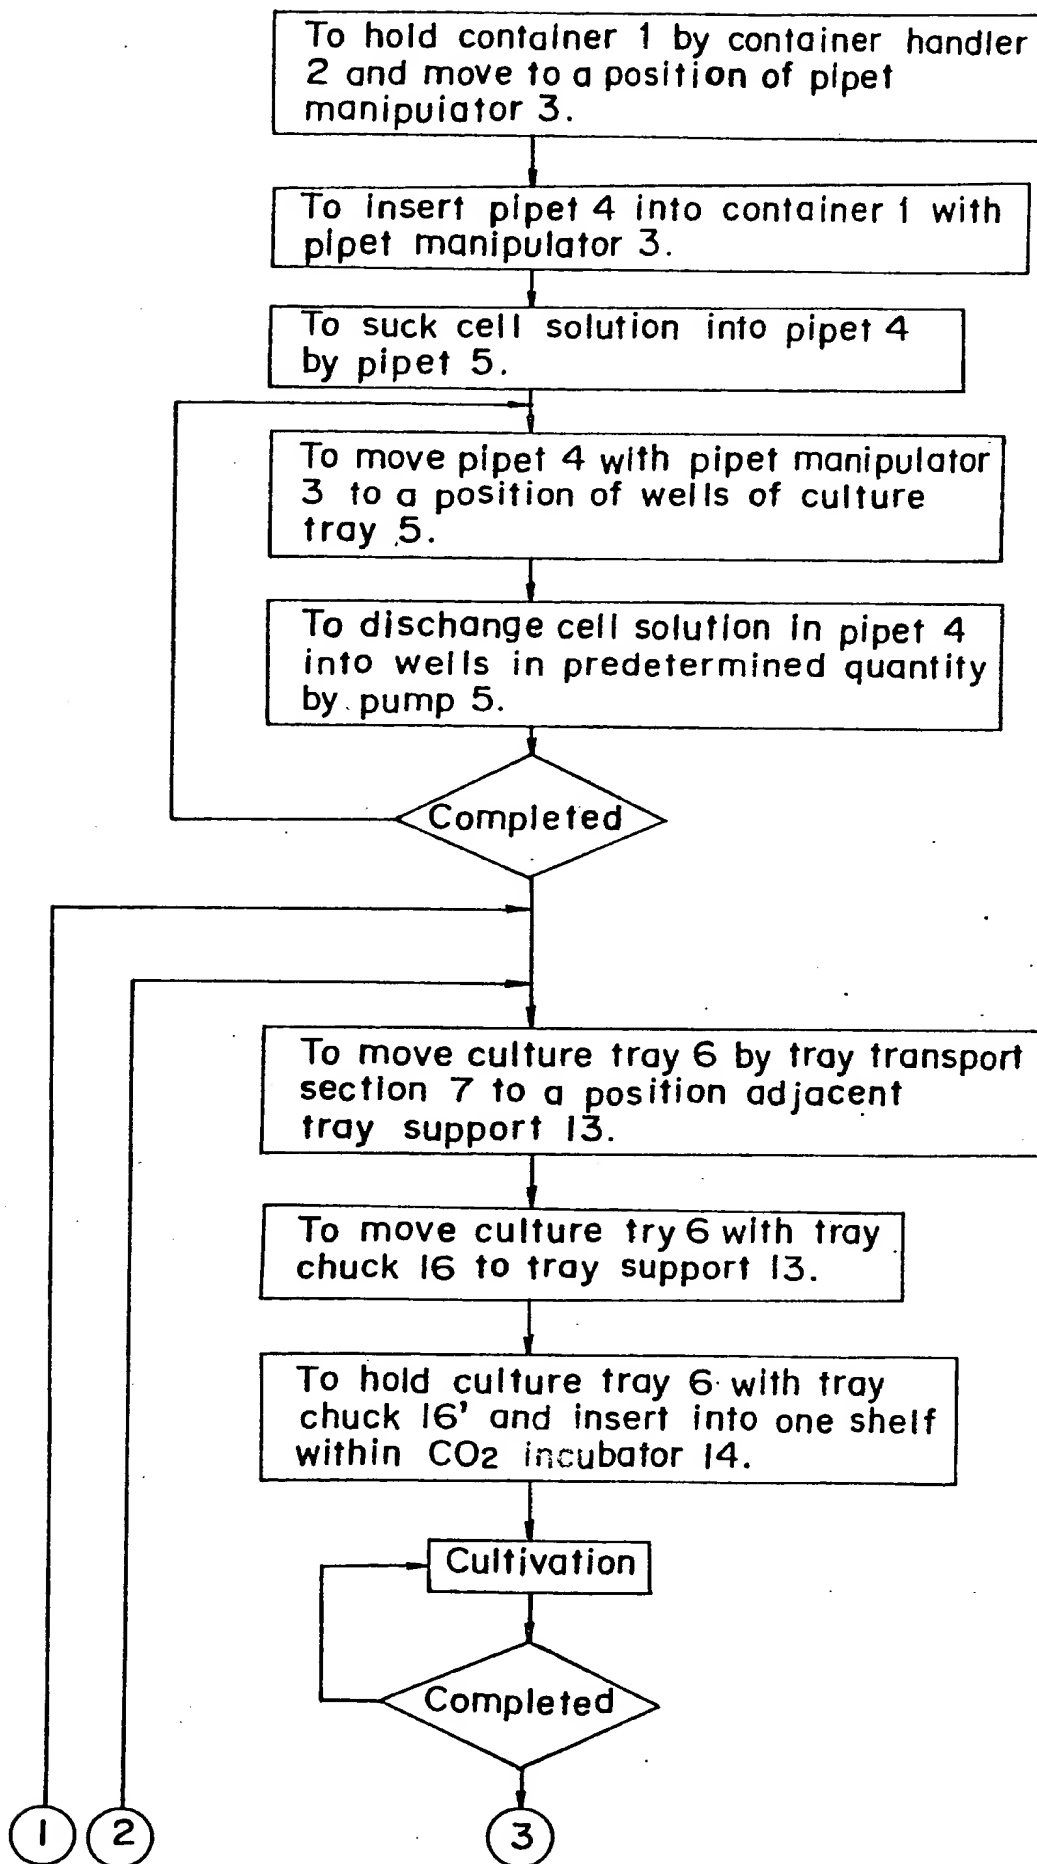 To hold container 1 by container handler
2 and move to a position of pipet
manipuiator 3.
To insert pipet 4 into container 1 with
pipet manipulator 3.
To suck cell solution into pipet 4
by pipet 5.
To move pipet 4 with pipet manipulator
3 to a position of wells of culture
tray 5.
To dischange cell solution in pipet 4
into wells in predetermined quantity
by pump 5.
Completed
To move culture tray 6 by tray transport
section 7 to a position adjacent
tray support 13.
To move culture try 6 with tray
chuck 16 to tray support 13.
To hold culture tray 6 with tray
chuck 16' and insert into one shelf
within CO2 incubator 14.
Cultivation
Completed
1 2 3